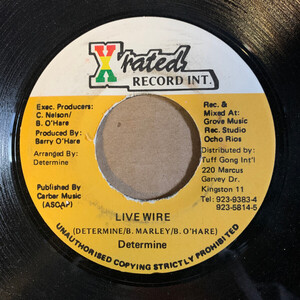 X'rated
RECORD INT.
Exec. Producers:
C. Nelson/
B. O'Hare
Produced By:
Barry O'Hare
Arranged By:
Determine
Published By
Carber Music
(ASCAP)
Rec. &
Mixed At:
Grove Music
Rec. Studio
Ocho Rios
Distributed by:
Tuff Gong Int'l
220 Marcus
Garvey Dr.
Kingston 11
Tel: 923-9383-4
923-5814-5
LIVE WIRE
(DETERMINE/B. MARLEY/B. O'HARE)
Determine
UNAUTHORISED COPYING STRICTLY PROHIBITED